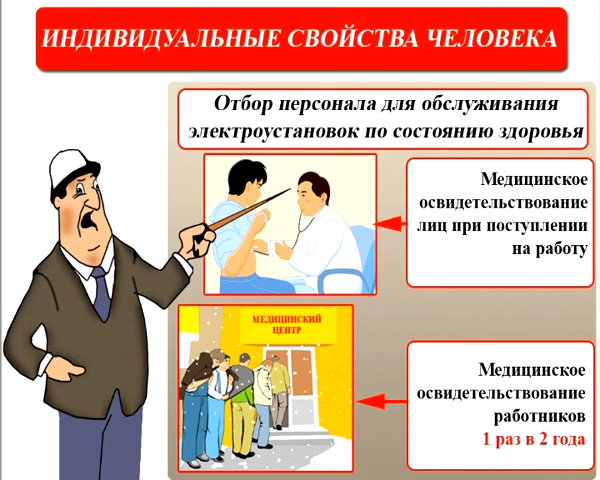 ИНДИВИДУАЛЬНЫЕ СВОЙСТВА ЧЕЛОВЕКА
Отбор персонала для обслуживания
электроустановок по состоянию здоровья
Медицинское
освидетельствование
лиц при поступлении
на работу
МЕДИЦИНСКИЙ
ЦЕНТР
Медицинское
освидетельствование
работников
1 раз в 2 года